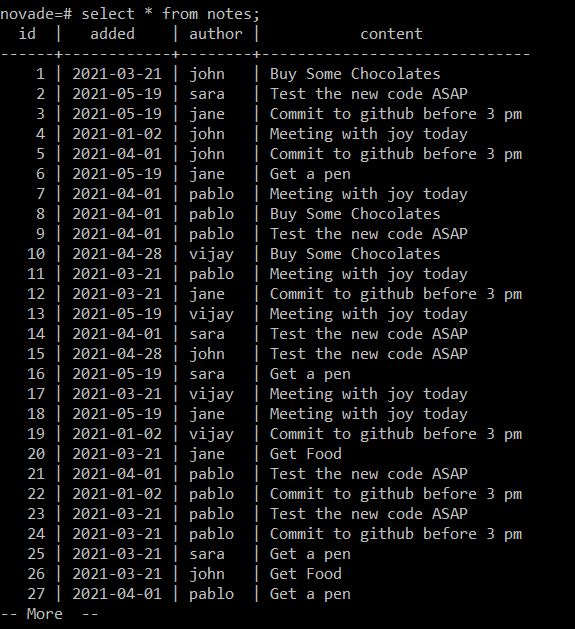 novade=# select * from notes;
  id  |   added    | author |           content
------+------------+--------+------------------------------
    1 | 2021-03-21 | john   | Buy Some Chocolates
    2 | 2021-05-19 | sara   | Test the new code ASAP
    3 | 2021-05-19 | jane   | Commit to github before 3 pm
    4 | 2021-01-02 | john   | Meeting with joy today
    5 | 2021-04-01 | john   | Commit to github before 3 pm
    6 | 2021-05-19 | jane   | Get a pen
    7 | 2021-04-01 | pablo  | Meeting with joy today
    8 | 2021-04-01 | pablo  | Buy Some Chocolates
    9 | 2021-04-01 | pablo  | Test the new code ASAP
   10 | 2021-04-28 | vijay  | Buy Some Chocolates
   11 | 2021-03-21 | pablo  | Meeting with joy today
   12 | 2021-03-21 | jane   | Commit to github before 3 pm
   13 | 2021-05-19 | vijay  | Meeting with joy today
   14 | 2021-04-01 | sara   | Test the new code ASAP
   15 | 2021-04-28 | john   | Test the new code ASAP
   16 | 2021-05-19 | sara   | Get a pen
   17 | 2021-03-21 | vijay  | Meeting with joy today
   18 | 2021-05-19 | jane   | Meeting with joy today
   19 | 2021-01-02 | vijay  | Commit to github before 3 pm
   20 | 2021-03-21 | jane   | Get Food
   21 | 2021-04-01 | pablo  | Test the new code ASAP
   22 | 2021-01-02 | pablo  | Commit to github before 3 pm
   23 | 2021-03-21 | pablo  | Test the new code ASAP
   24 | 2021-03-21 | pablo  | Commit to github before 3 pm
   25 | 2021-03-21 | sara   | Get a pen
   26 | 2021-03-21 | john   | Get Food
   27 | 2021-04-01 | pablo  | Get a pen
-- More  --